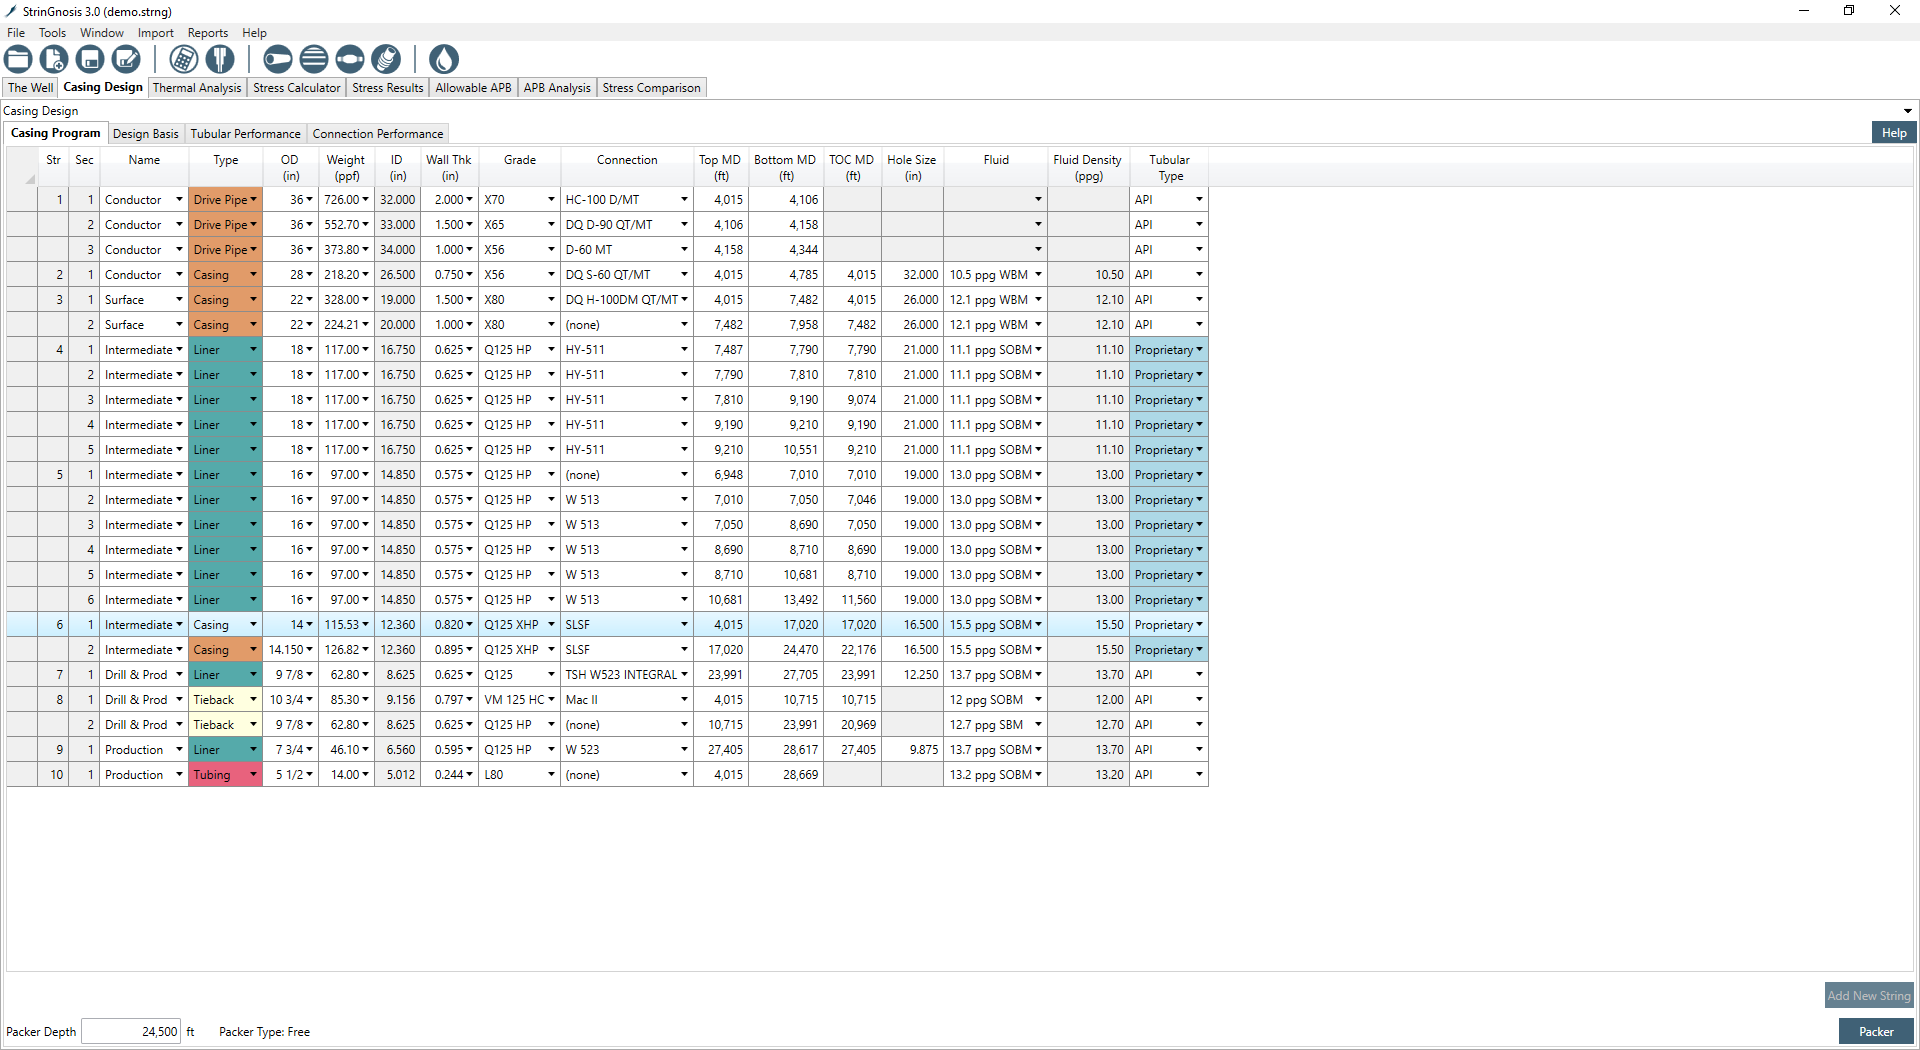 StrinGnosis 3.0 (demo.strng)
File Tools Window Import Reports Help
The Well Casing Design Thermal Analysis Stress Calculator Stress Results Allowable APB APB Analysis Stress Comparison
Casing Design
Casing Program Design Basis Tubular Performance Connection Performance Help
Str Sec Name Type OD (in) Weight (ppf) ID (in) Wall Thk (in) Grade Connection Top MD (ft) Bottom MD (ft) TOC MD (ft) Hole Size (in) Fluid Fluid Density (ppg) Tubular Type
1 1 Conductor Drive Pipe 36 726.00 32.000 2.000 X70 HC-100 D/MT 4,015 4,106 API
2 Conductor Drive Pipe 36 552.70 33.000 1.500 X65 DQ D-90 QT/MT 4,106 4,158 API
3 Conductor Drive Pipe 36 373.80 34.000 1.000 X56 D-60 MT 4,158 4,344 API
2 1 Conductor Casing 28 218.20 26.500 0.750 X56 DQ S-60 QT/MT 4,015 4,785 4,015 32.000 10.5 ppg WBM 10.50 API
3 1 Surface Casing 22 328.00 19.000 1.500 X80 DQ H-100DM QT/MT 4,015 7,482 4,015 26.000 12.1 ppg WBM 12.10 API
2 Surface Casing 22 224.21 20.000 1.000 X80 (none) 7,482 7,958 7,482 26.000 12.1 ppg WBM 12.10 API
4 1 Intermediate Liner 18 117.00 16.750 0.625 Q125 HP HY-511 7,487 7,790 7,790 21.000 11.1 ppg SOBM 11.10 Proprietary
2 Intermediate Liner 18 117.00 16.750 0.625 Q125 HP HY-511 7,790 7,810 7,810 21.000 11.1 ppg SOBM 11.10 Proprietary
3 Intermediate Liner 18 117.00 16.750 0.625 Q125 HP HY-511 7,810 9,190 9,074 21.000 11.1 ppg SOBM 11.10 Proprietary
4 Intermediate Liner 18 117.00 16.750 0.625 Q125 HP HY-511 9,190 9,210 9,190 21.000 11.1 ppg SOBM 11.10 Proprietary
5 Intermediate Liner 18 117.00 16.750 0.625 Q125 HP HY-511 9,210 10,551 9,210 21.000 11.1 ppg SOBM 11.10 Proprietary
5 1 Intermediate Liner 16 97.00 14.850 0.575 Q125 HP (none) 6,948 7,010 7,010 19.000 13.0 ppg SOBM 13.00 Proprietary
2 Intermediate Liner 16 97.00 14.850 0.575 Q125 HP W 513 7,010 7,050 7,046 19.000 13.0 ppg SOBM 13.00 Proprietary
3 Intermediate Liner 16 97.00 14.850 0.575 Q125 HP W 513 7,050 8,690 7,050 19.000 13.0 ppg SOBM 13.00 Proprietary
4 Intermediate Liner 16 97.00 14.850 0.575 Q125 HP W 513 8,690 8,710 8,690 19.000 13.0 ppg SOBM 13.00 Proprietary
5 Intermediate Liner 16 97.00 14.850 0.575 Q125 HP W 513 8,710 10,681 8,710 19.000 13.0 ppg SOBM 13.00 Proprietary
6 Intermediate Liner 16 97.00 14.850 0.575 Q125 HP W 513 10,681 13,492 11,560 19.000 13.0 ppg SOBM 13.00 Proprietary
6 1 Intermediate Casing 14 115.53 12.360 0.820 Q125 XHP SLSF 4,015 17,020 17,020 16.500 15.5 ppg SOBM 15.50 Proprietary
2 Intermediate Casing 14.150 126.82 12.360 0.895 Q125 XHP SLSF 17,020 24,470 22,176 16.500 15.5 ppg SOBM 15.50 Proprietary
7 1 Drill & Prod Liner 9 7/8 62.80 8.625 0.625 Q125 TSH W523 INTEGRAL 23,991 27,705 23,991 12.250 13.7 ppg SOBM 13.70 API
8 1 Drill & Prod Tieback 10 3/4 85.30 9.156 0.797 VM 125 HC Mac II 4,015 10,715 10,715 12 ppg SOBM 12.00 API
2 Drill & Prod Tieback 9 7/8 62.80 8.625 0.625 Q125 HP (none) 10,715 23,991 20,969 12.7 ppg SBM 12.70 API
9 1 Production Liner 7 3/4 46.10 6.560 0.595 Q125 HP W 523 27,405 28,617 27,405 9.875 13.7 ppg SOBM 13.70 API
10 1 Production Tubing 5 1/2 14.00 5.012 0.244 L80 (none) 4,015 28,669 13.2 ppg SOBM 13.20 API
Add New String
Packer Depth 24,500 ft Packer Type: Free Packer